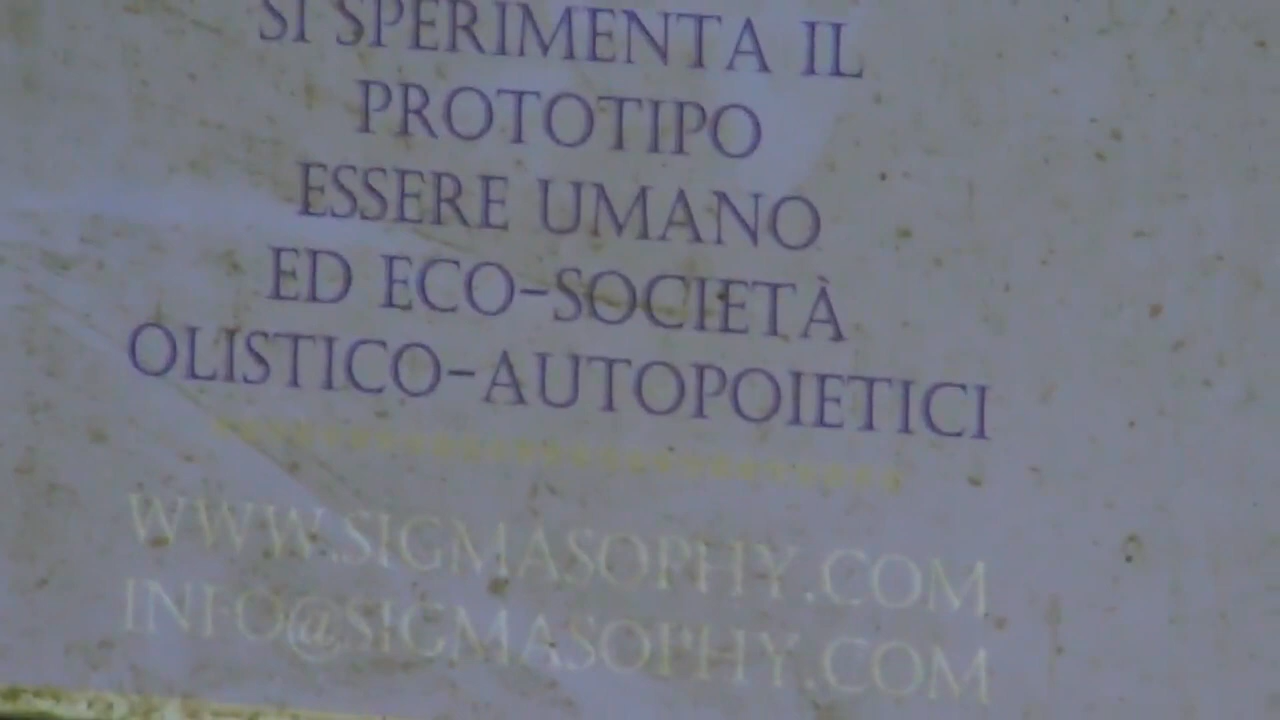 SI SPERIMENTA IL
PROTOTIPO
ESSERE UMANO
ED ECO-SOCIETÀ
OLISTICO-AUTOPOIETICI
WWW.SIGMASOPHY.COM
INFO@SIGMASOPHY.COM